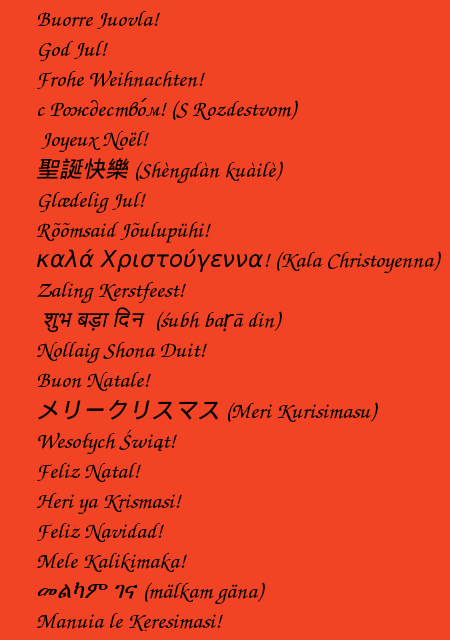 Buorre Juovla!
God Jul!
Frohe Weihnachten!
с Рождествóм! (S Rozdestvom)
Joyeux Noël!
聖誕快樂 (Shèngdàn kuàilè)
Glædelig Jul!
Rõõmsaid Jõulupühi!
καλά Χριστούγεννα! (Kala Christoyenna)
Zaling Kerstfeest!
शुभ बड़ा दिन (śubh baṛā din)
Nollaig Shona Duit!
Buon Natale!
メリークリスマス (Meri Kurisimasu)
Wesołych Świąt!
Feliz Natal!
Heri ya Krismasi!
Feliz Navidad!
Mele Kalikimaka!
መልካም ገና (mälkam gäna)
Manuia le Keresimasi!